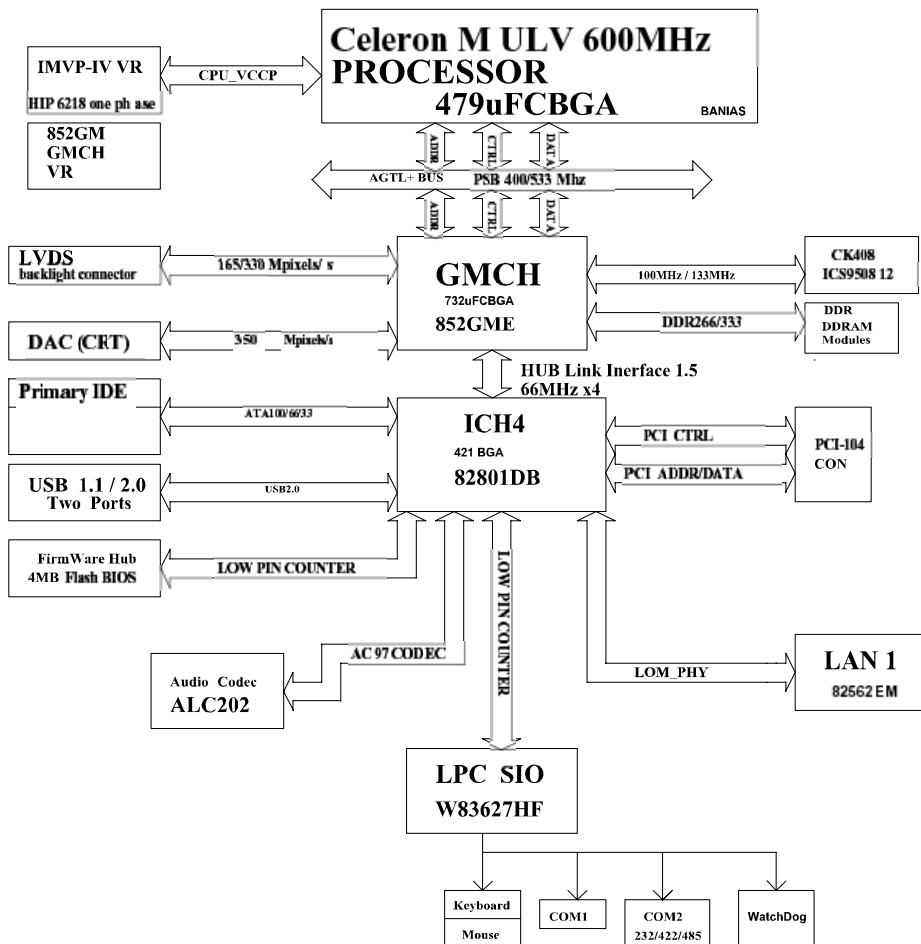 Celeron M ULV 600MHz
PROCESSOR
479uFCBGA
BANIAS
IMVP-IV VR
HIP 6218 one ph ase
CPU_VCCP
852GM
GMCH
VR
ADDR
CTRL
DATA
AGTL+ BUS
PSB 400/533 Mhz
ADDR
CTRL
DATA
LVDS
backlight connector
165/330 Mpixels/ s
GMCH
732uFCBGA
852GME
100MHz / 133MHz
CK408
ICS9508 12
DAC (CRT)
350 Mpixels/s
DDR266/333
DDR
DDRAM
Modules
HUB Link Inerface 1.5
66MHz x4
Primary IDE
ATA100/66/33
ICH4
421 BGA
82801DB
PCI CTRL
PCI ADDR/DATA
PCI-104
CON
USB 1.1 / 2.0
Two Ports
USB2.0
FirmWare Hub
4MB Flash BIOS
LOW PIN COUNTER
LOW PIN COUNTER
AC 97 CODEC
Audio Codec
ALC202
LOM_PHY
LAN 1
82562 EM
LPC SIO
W83627HF
Keyboard
Mouse
COM1
COM2
232/422/485
WatchDog